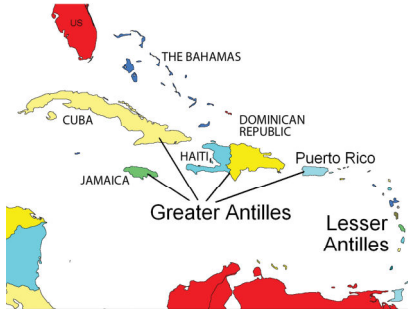 US
THE BAHAMAS
CUBA
DOMINICAN
REPUBLIC
HAITI
Puerto Rico
JAMAICA
Greater Antilles
Lesser
Antilles